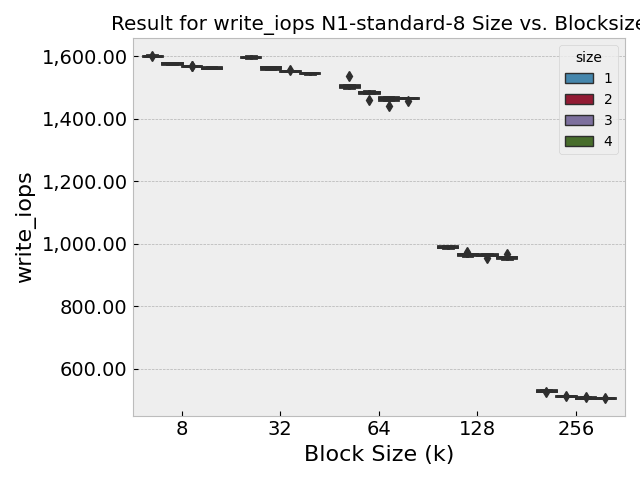 Result for write_iops N1-standard-8 Size vs. Blocksize
1,600.00
1,400.00
1,200.00
1,000.00
800.00
600.00
write_iops
size
1
2
3
4
8 32 64 128 256
Block Size (k)